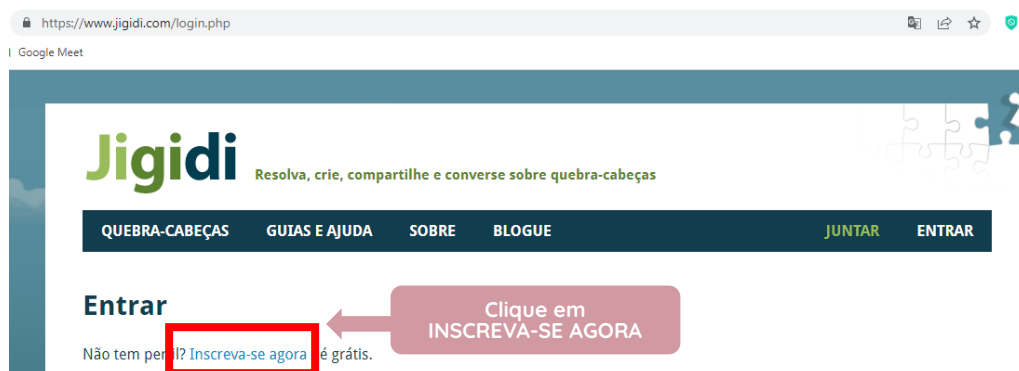 https://www.jigidi.com/login.php
Google Meet
Jigidi
Resolva, crie, compartilhe e converse sobre quebra-cabeças
QUEBRA-CABEÇAS GUIAS E AJUDA SOBRE BLOGUE JUNTAR ENTRAR
Entrar
Clique em
INSCREVA-SE AGORA
Não tem perfil? Inscreva-se agora é grátis.